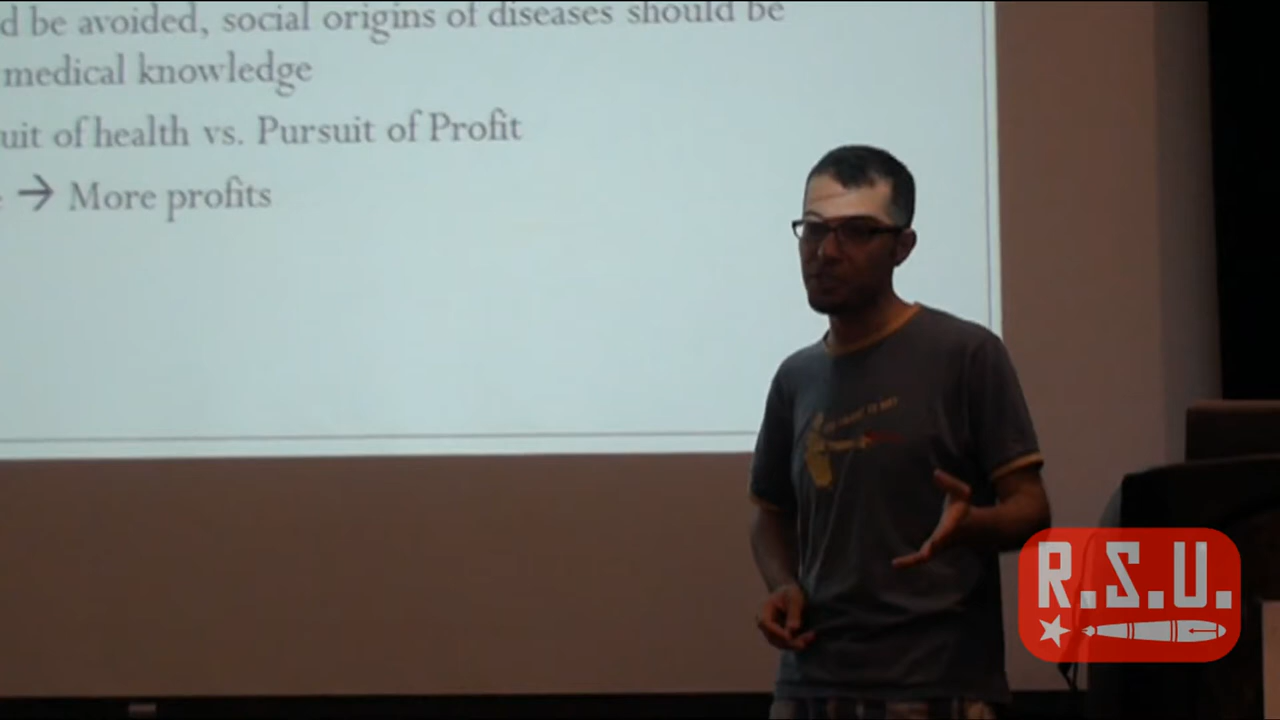 d be avoided, social origins of diseases should be
medical knowledge
uit of health vs. Pursuit of Profit
→ More profits
R.S.U.